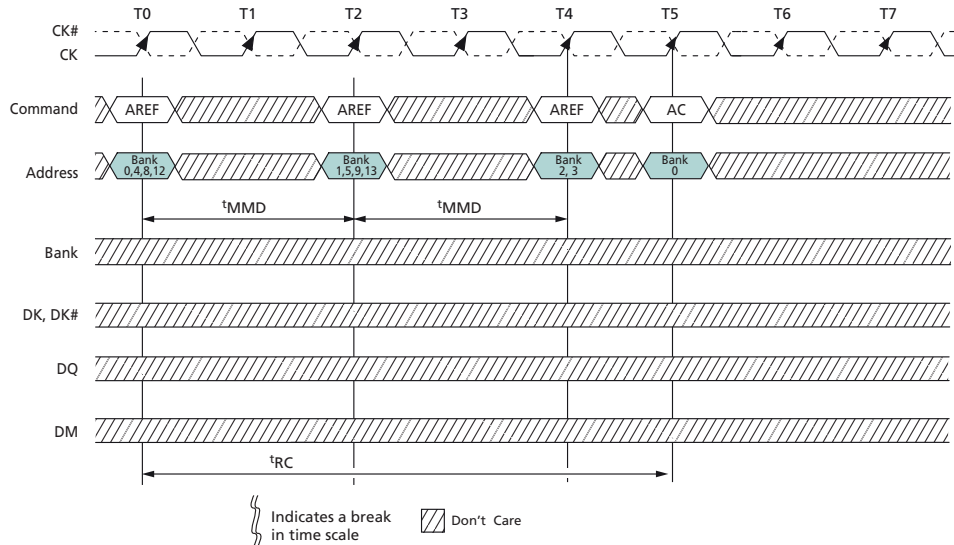 T0 T1 T2 T3 T4 T5 T6 T7
CK#
CK
Command AREF AREF AREF AC
Address Bank 0,4,8,12 Bank 1,5,9,13 Bank 2, 3 Bank 0
tMMD tMMD
Bank
DK, DK#
DQ
DM
tRC
Indicates a break
in time scale
Don't Care